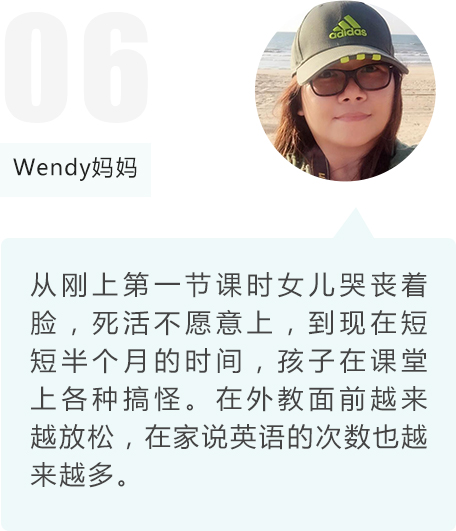 06
adidas
Wendy妈妈
从刚上第一节课时女儿哭丧着
脸，死活不愿意上，到现在短
短半个月的时间，孩子在课堂
上各种搞怪。在外教面前越来
越放松，在家说英语的次数也越
来越多。